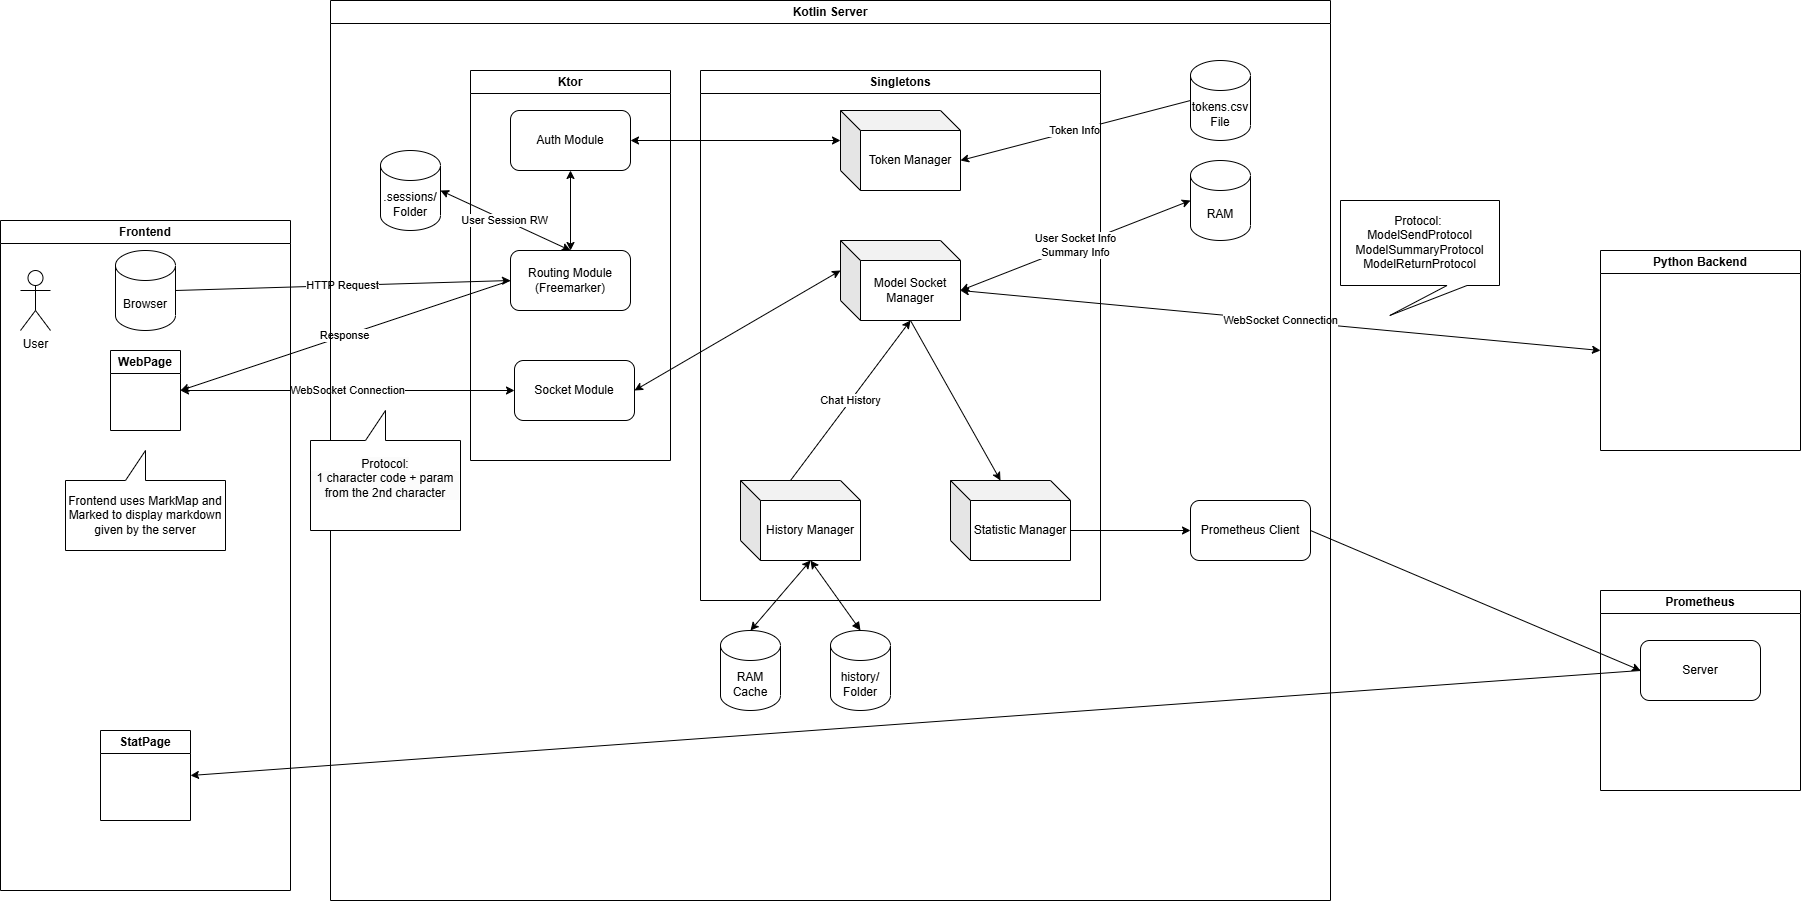 Kotlin Server
Ktor
Singletons
Auth Module
Token Manager
Token Info
tokens.csv
File
.sessions/
Folder
User Session RW
RAM
User Socket Info
Summary Info
Protocol:
ModelSendProtocol
ModelSummaryProtocol
ModelReturnProtocol
Frontend
Browser
User
HTTP Request
Routing Module
(Freemarker)
Model Socket
Manager
Python Backend
WebSocket Connection
Response
WebPage
WebSocket Connection
Socket Module
Chat History
Protocol:
1 character code + param
from the 2nd character
Frontend uses MarkMap and
Marked to display markdown
given by the server
History Manager
Statistic Manager
Prometheus Client
Prometheus
Server
RAM
Cache
history/
Folder
StatPage